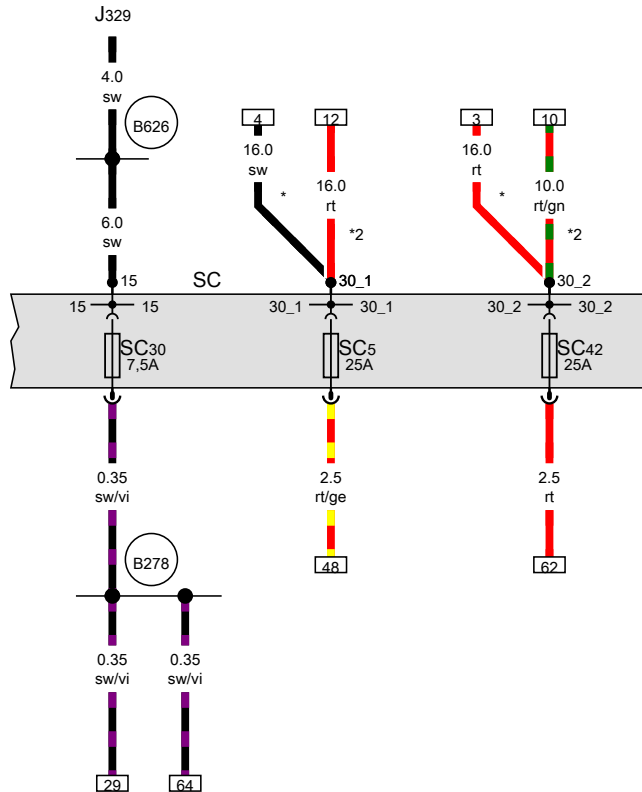 J329
4.0
sw
B626
4
12
3
10
16.0
sw
*
16.0
rt
*2
16.0
rt
*
10.0
rt/gn
*2
6.0
sw
15
SC
30_1
30_2
15
15
30_1
30_1
30_2
30_2
SC30
7,5A
SC5
25A
SC42
25A
0.35
sw/vi
2.5
rt/ge
2.5
rt
48
62
B278
0.35
sw/vi
0.35
sw/vi
29
64